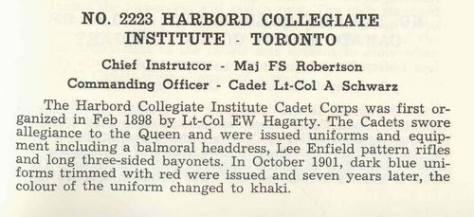 NO. 2223 HARBORD COLLEGIATE
INSTITUTE - TORONTO
Chief Instrutcor - Maj FS Robertson
Commanding Officer - Cadet Lt-Col A Schwarz
The Harbord Collegiate Institute Cadet Corps was first or-
ganized in Feb 1898 by Lt-Col EW Hagarty. The Cadets swore
allegiance to the Queen and were issued uniforms and equip-
ment including a balmoral headdress, Lee Enfield pattern rifles
and long three-sided bayonets. In October 1901, dark blue uni-
forms trimmed with red were issued and seven years later, the
colour of the uniform changed to khaki.